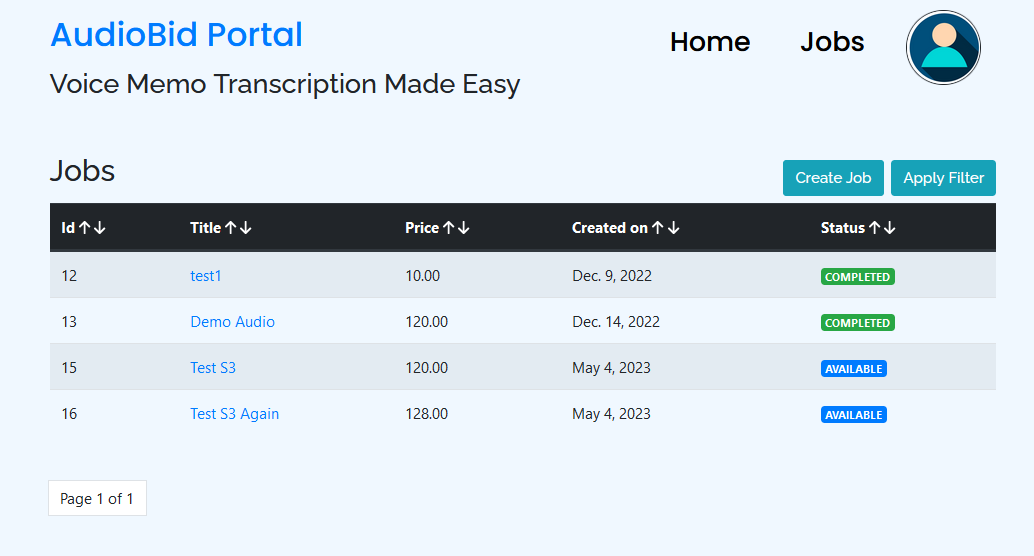 AudioBid Portal
Home Jobs
Voice Memo Transcription Made Easy
Jobs
Create Job Apply Filter
Id↑↓ Title↑↓ Price↑↓ Created on↑↓ Status↑↓
12 test1 10.00 Dec. 9, 2022 COMPLETED
13 Demo Audio 120.00 Dec. 14, 2022 COMPLETED
15 Test S3 120.00 May 4, 2023 AVAILABLE
16 Test S3 Again 128.00 May 4, 2023 AVAILABLE
Page 1 of 1